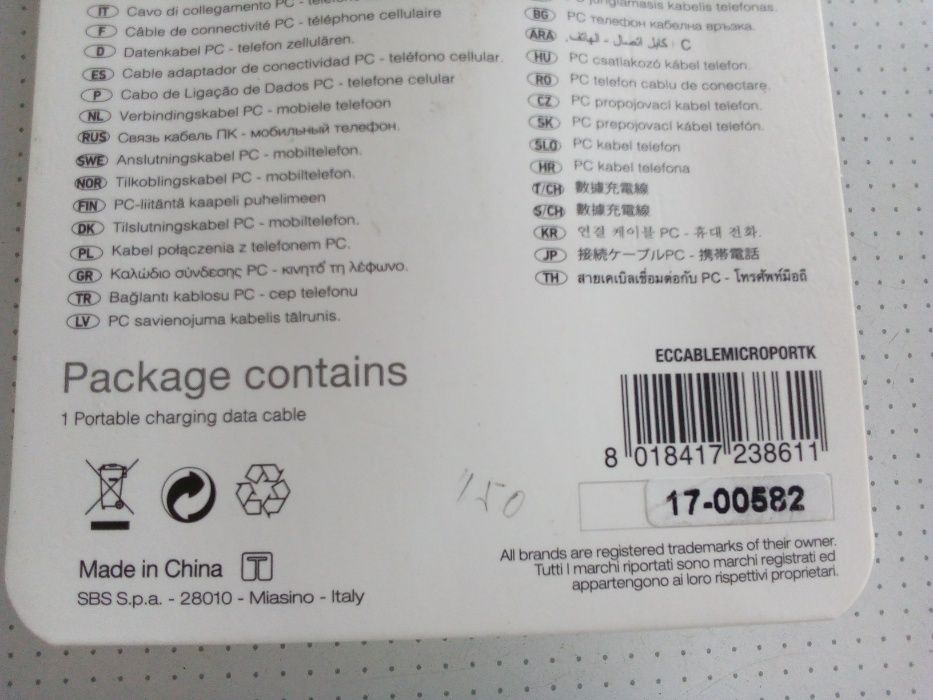 IT Cavo di collegamento PC -
F Câble de connectivité PC - téléphone cellulaire
D Datenkabel PC - telefon zellulären.
ES Cable adaptador de conectividad PC - teléfono cellular.
P Cabo de Ligação de Dados PC - telefone celular
NL Verbindingskabel PC - mobiele telefoon
RUS Связь кабель ПК - мобильный телефон.
SWE Anslutningskabel PC - mobiltelefon.
NOR Tilkoblingskabel PC - mobiltelefon.
FIN PC-liitäntä kaapeli puhelimeen
DK Tilslutningskabel PC - mobiltelefon.
PL Kabel połączenia z telefonem PC.
GR Καλώδιο σύνδεσης PC - κινητό τη λέφωνο.
TR Bağlantı kablosu PC - cep telefonu
LV PC savienojuma kabelis tālrunis.
kabelis telefonas.
BG PC телефон кабелна връзка.
ARA كابل اتصال - الهاتف. C
HU PC csatlakozó kábel telefon.
RO PC telefon cablu de conectare.
CZ PC propojovací kabel telefon.
SK PC prepojovací kábel telefón.
SLO PC kabel telefon
HR PC kabel telefona
T/CH 數據充電線
S/CH 數據充電線
KR 연결 케이블 PC - 휴대 전화.
JP 接続ケーブルPC - 携帯電話
TH สายเคเบิลเชื่อมต่อกับ PC - โทรศัพท์มือถือ
Package contains
1 Portable charging data cable
ECCABLEMICROPORTK
8 018417 238611
150
17-00582
All brands are registered trademarks of their owner.
Tutti I marchi riportati sono marchi registrati ed
appartengono ai loro rispettivi proprietari.
Made in China T
SBS S.p.a. - 28010 - Miasino - Italy